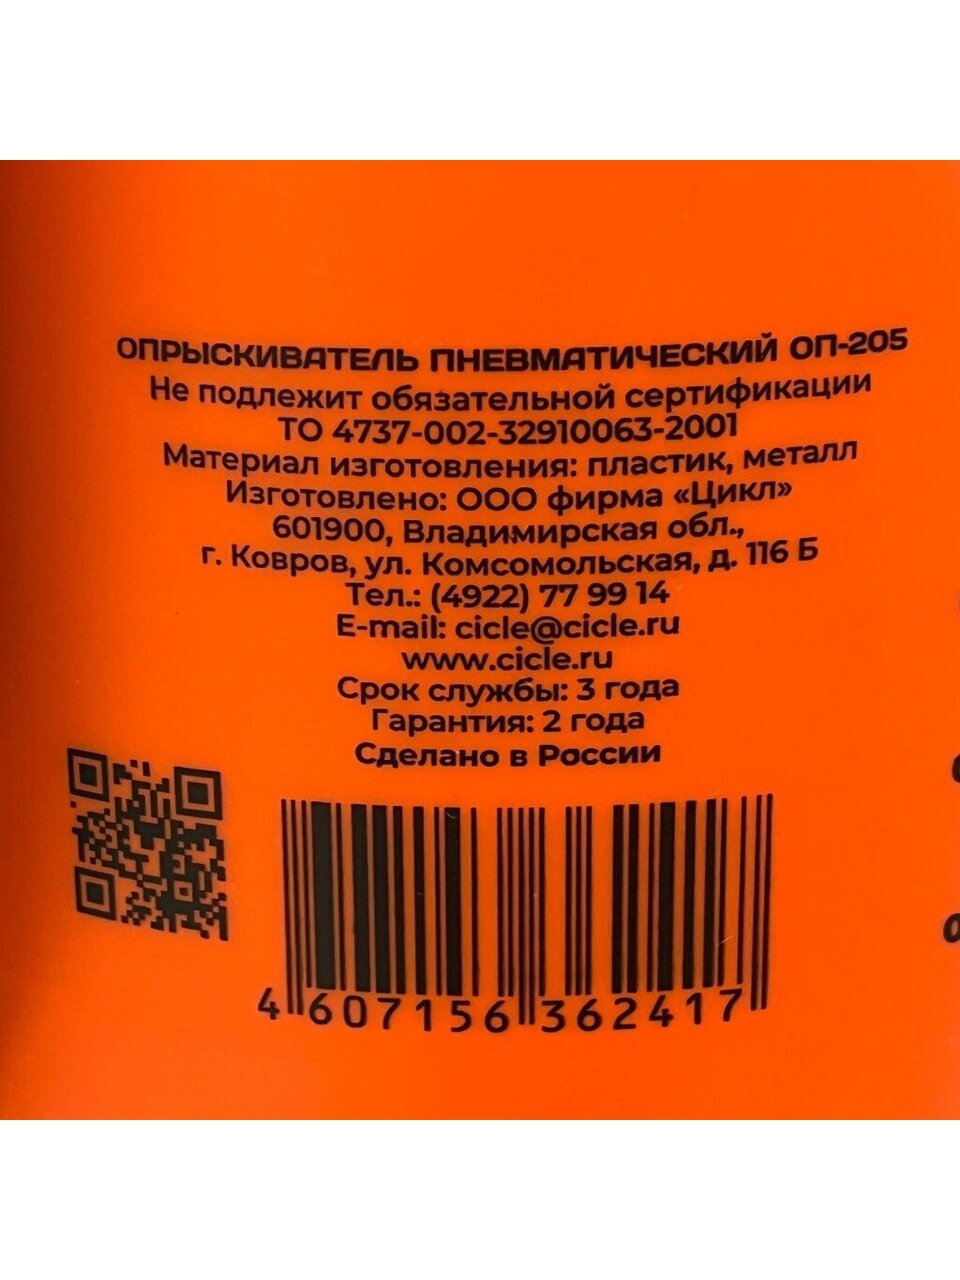 ОПРЫСКИВАТЕЛЬ ПНЕВМАТИЧЕСКИЙ ОП-205
Не подлежит обязательной сертификации
ТО 4737-002-32910063-2001
Материал изготовления: пластик, металл
Изготовлено: ООО фирма «Цикл»
601900, Владимирская обл.,
г. Ковров, ул. Комсомольская, д. 116 Б
Тел.: (4922) 77 99 14
E-mail: cicle@cicle.ru
www.cicle.ru
Срок службы: 3 года
Гарантия: 2 года
Сделано в России
4 607156 362417